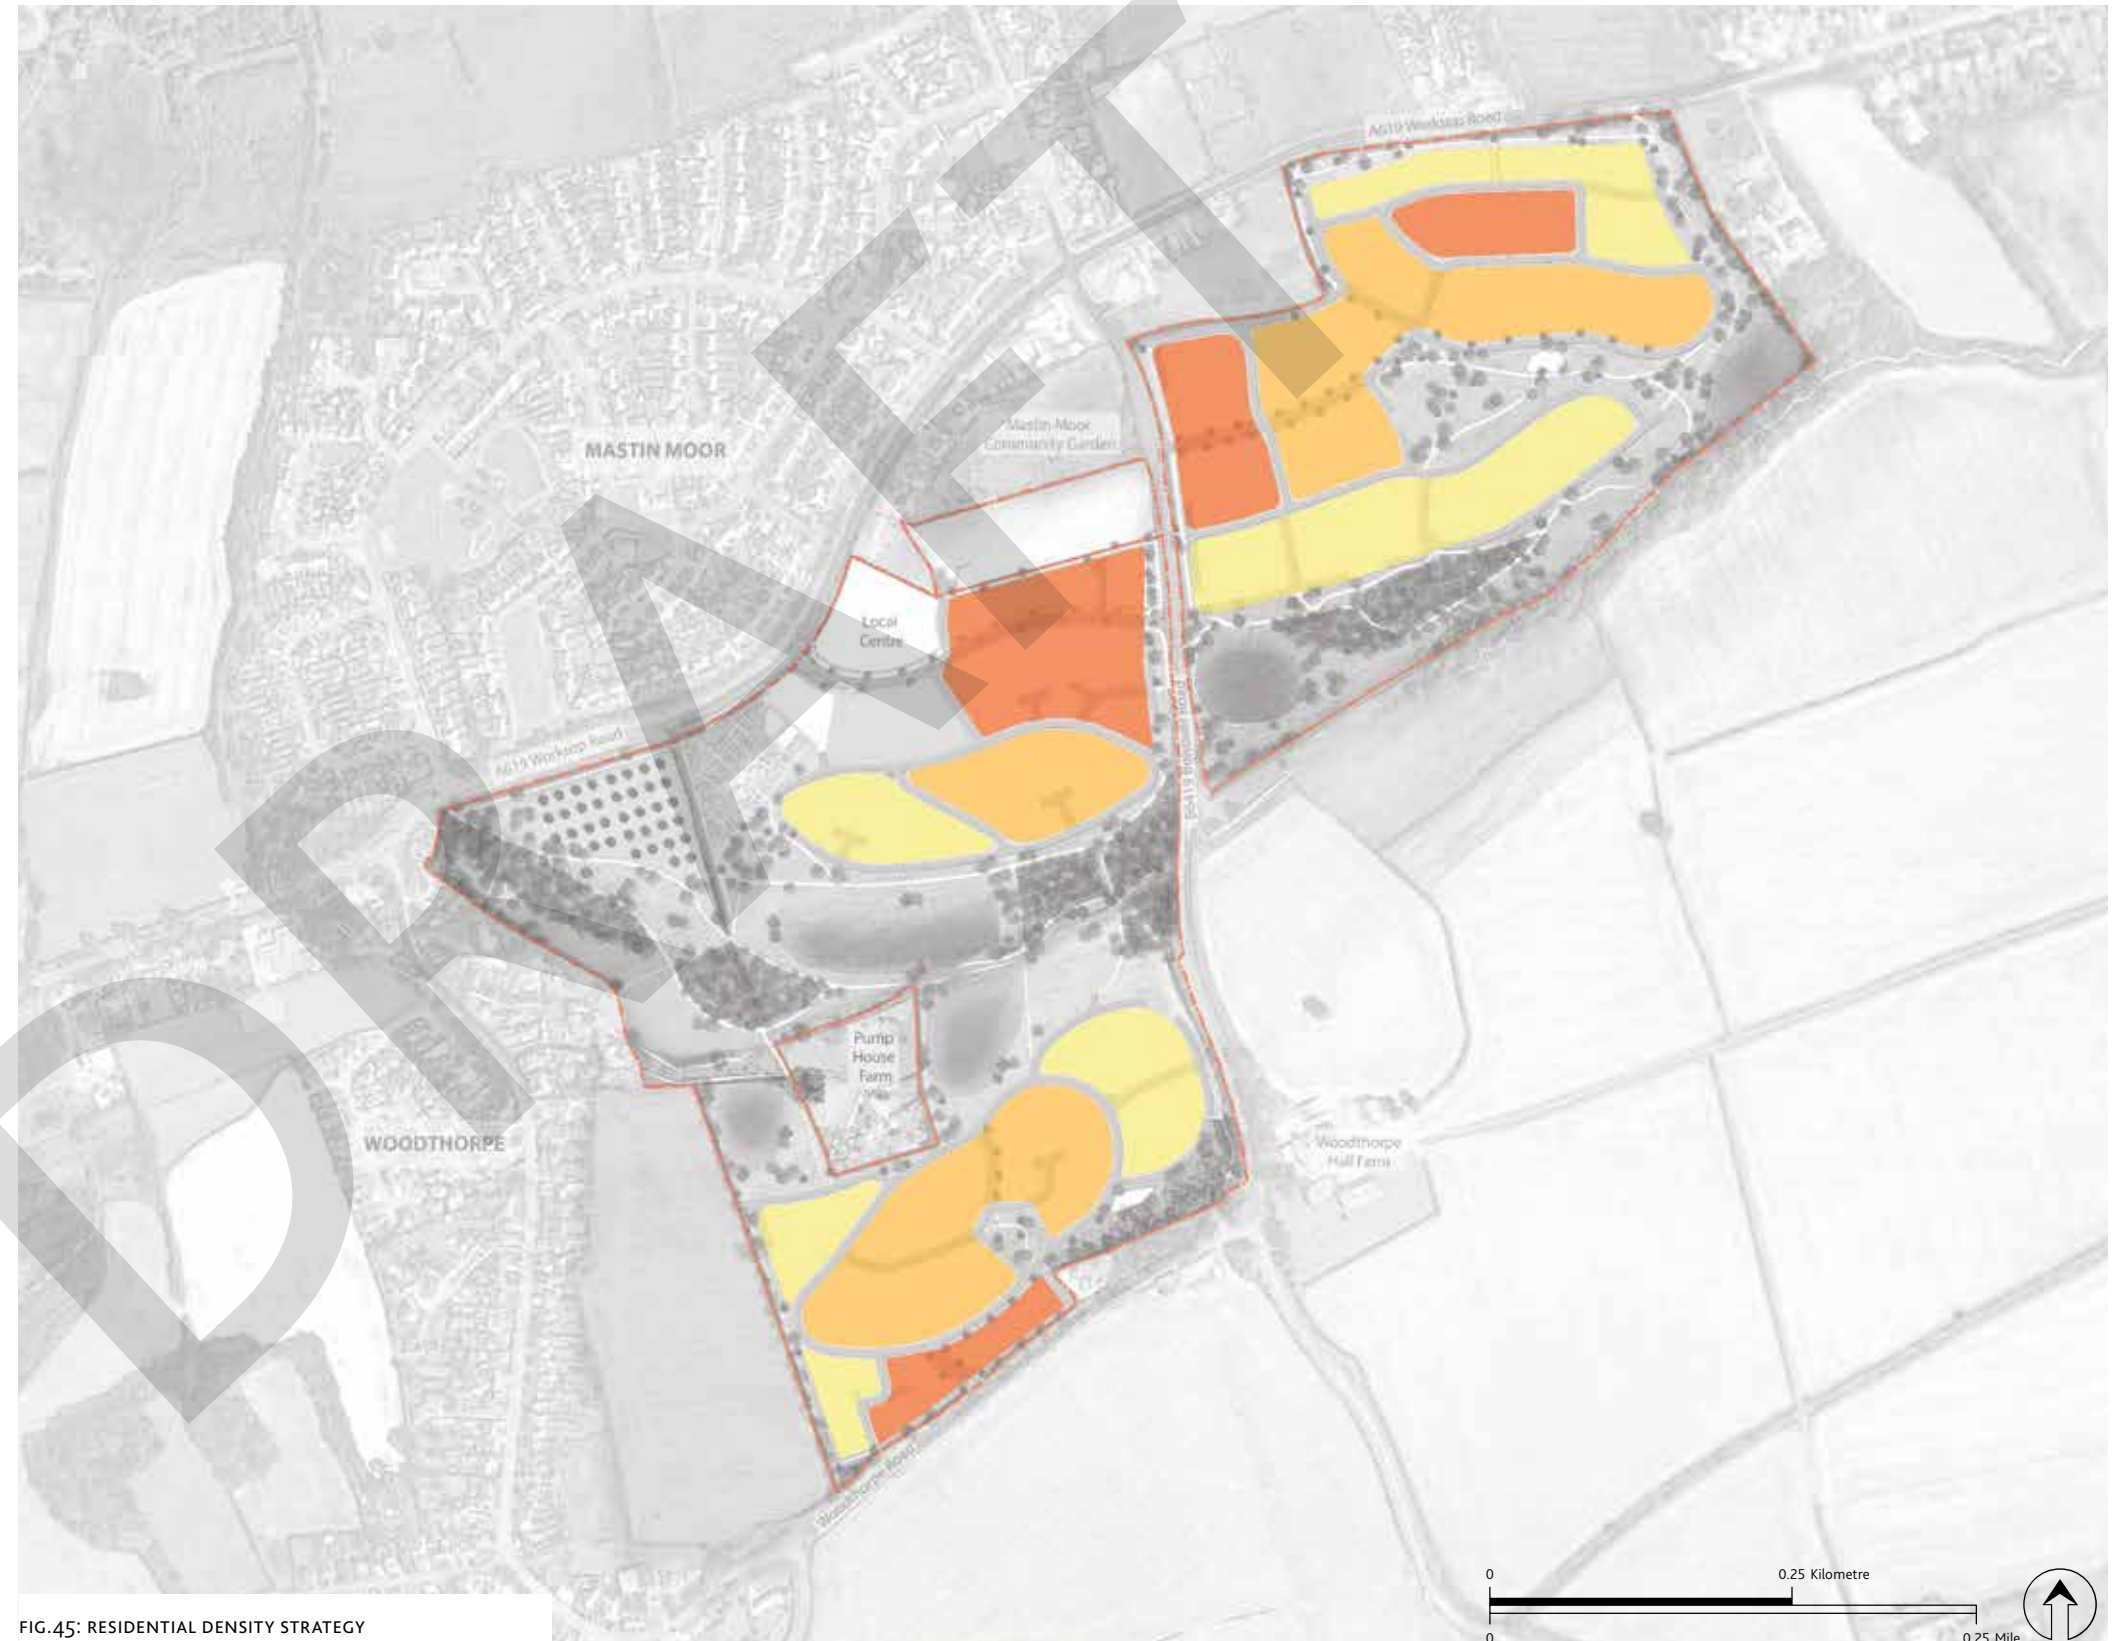 A619 Worksop Road
MASTIN MOOR
Mastin Moor
Community Garden
Local
Centre
A619 Worksop Road
Road
Pump
House
Farm
WOODTHORPE
Woodthorpe
Hall Farm
Woodthorpe Road
DRAFT
0
0.25 Kilometre
0
0.25 Mile
FIG.45: RESIDENTIAL DENSITY STRATEGY